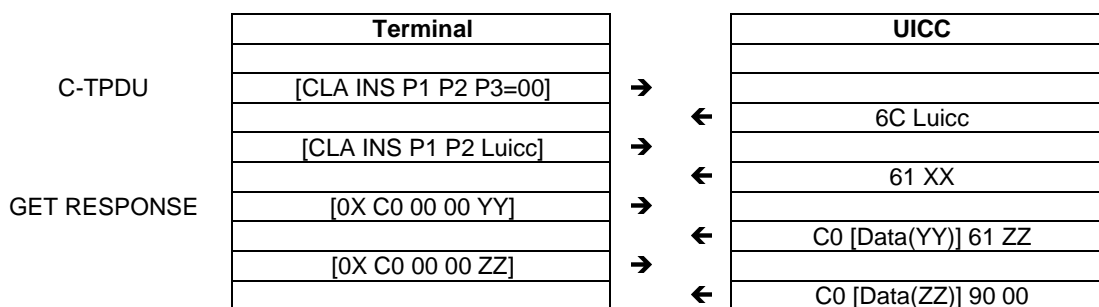 Terminal UICC
C-TPDU [CLA INS P1 P2 P3=00] ➔
🡸 6C Luicc
[CLA INS P1 P2 Luicc] ➔
🡸 61 XX
GET RESPONSE [0X C0 00 00 YY] ➔
🡸 C0 [Data(YY)] 61 ZZ
[0X C0 00 00 ZZ] ➔
🡸 C0 [Data(ZZ)] 90 00